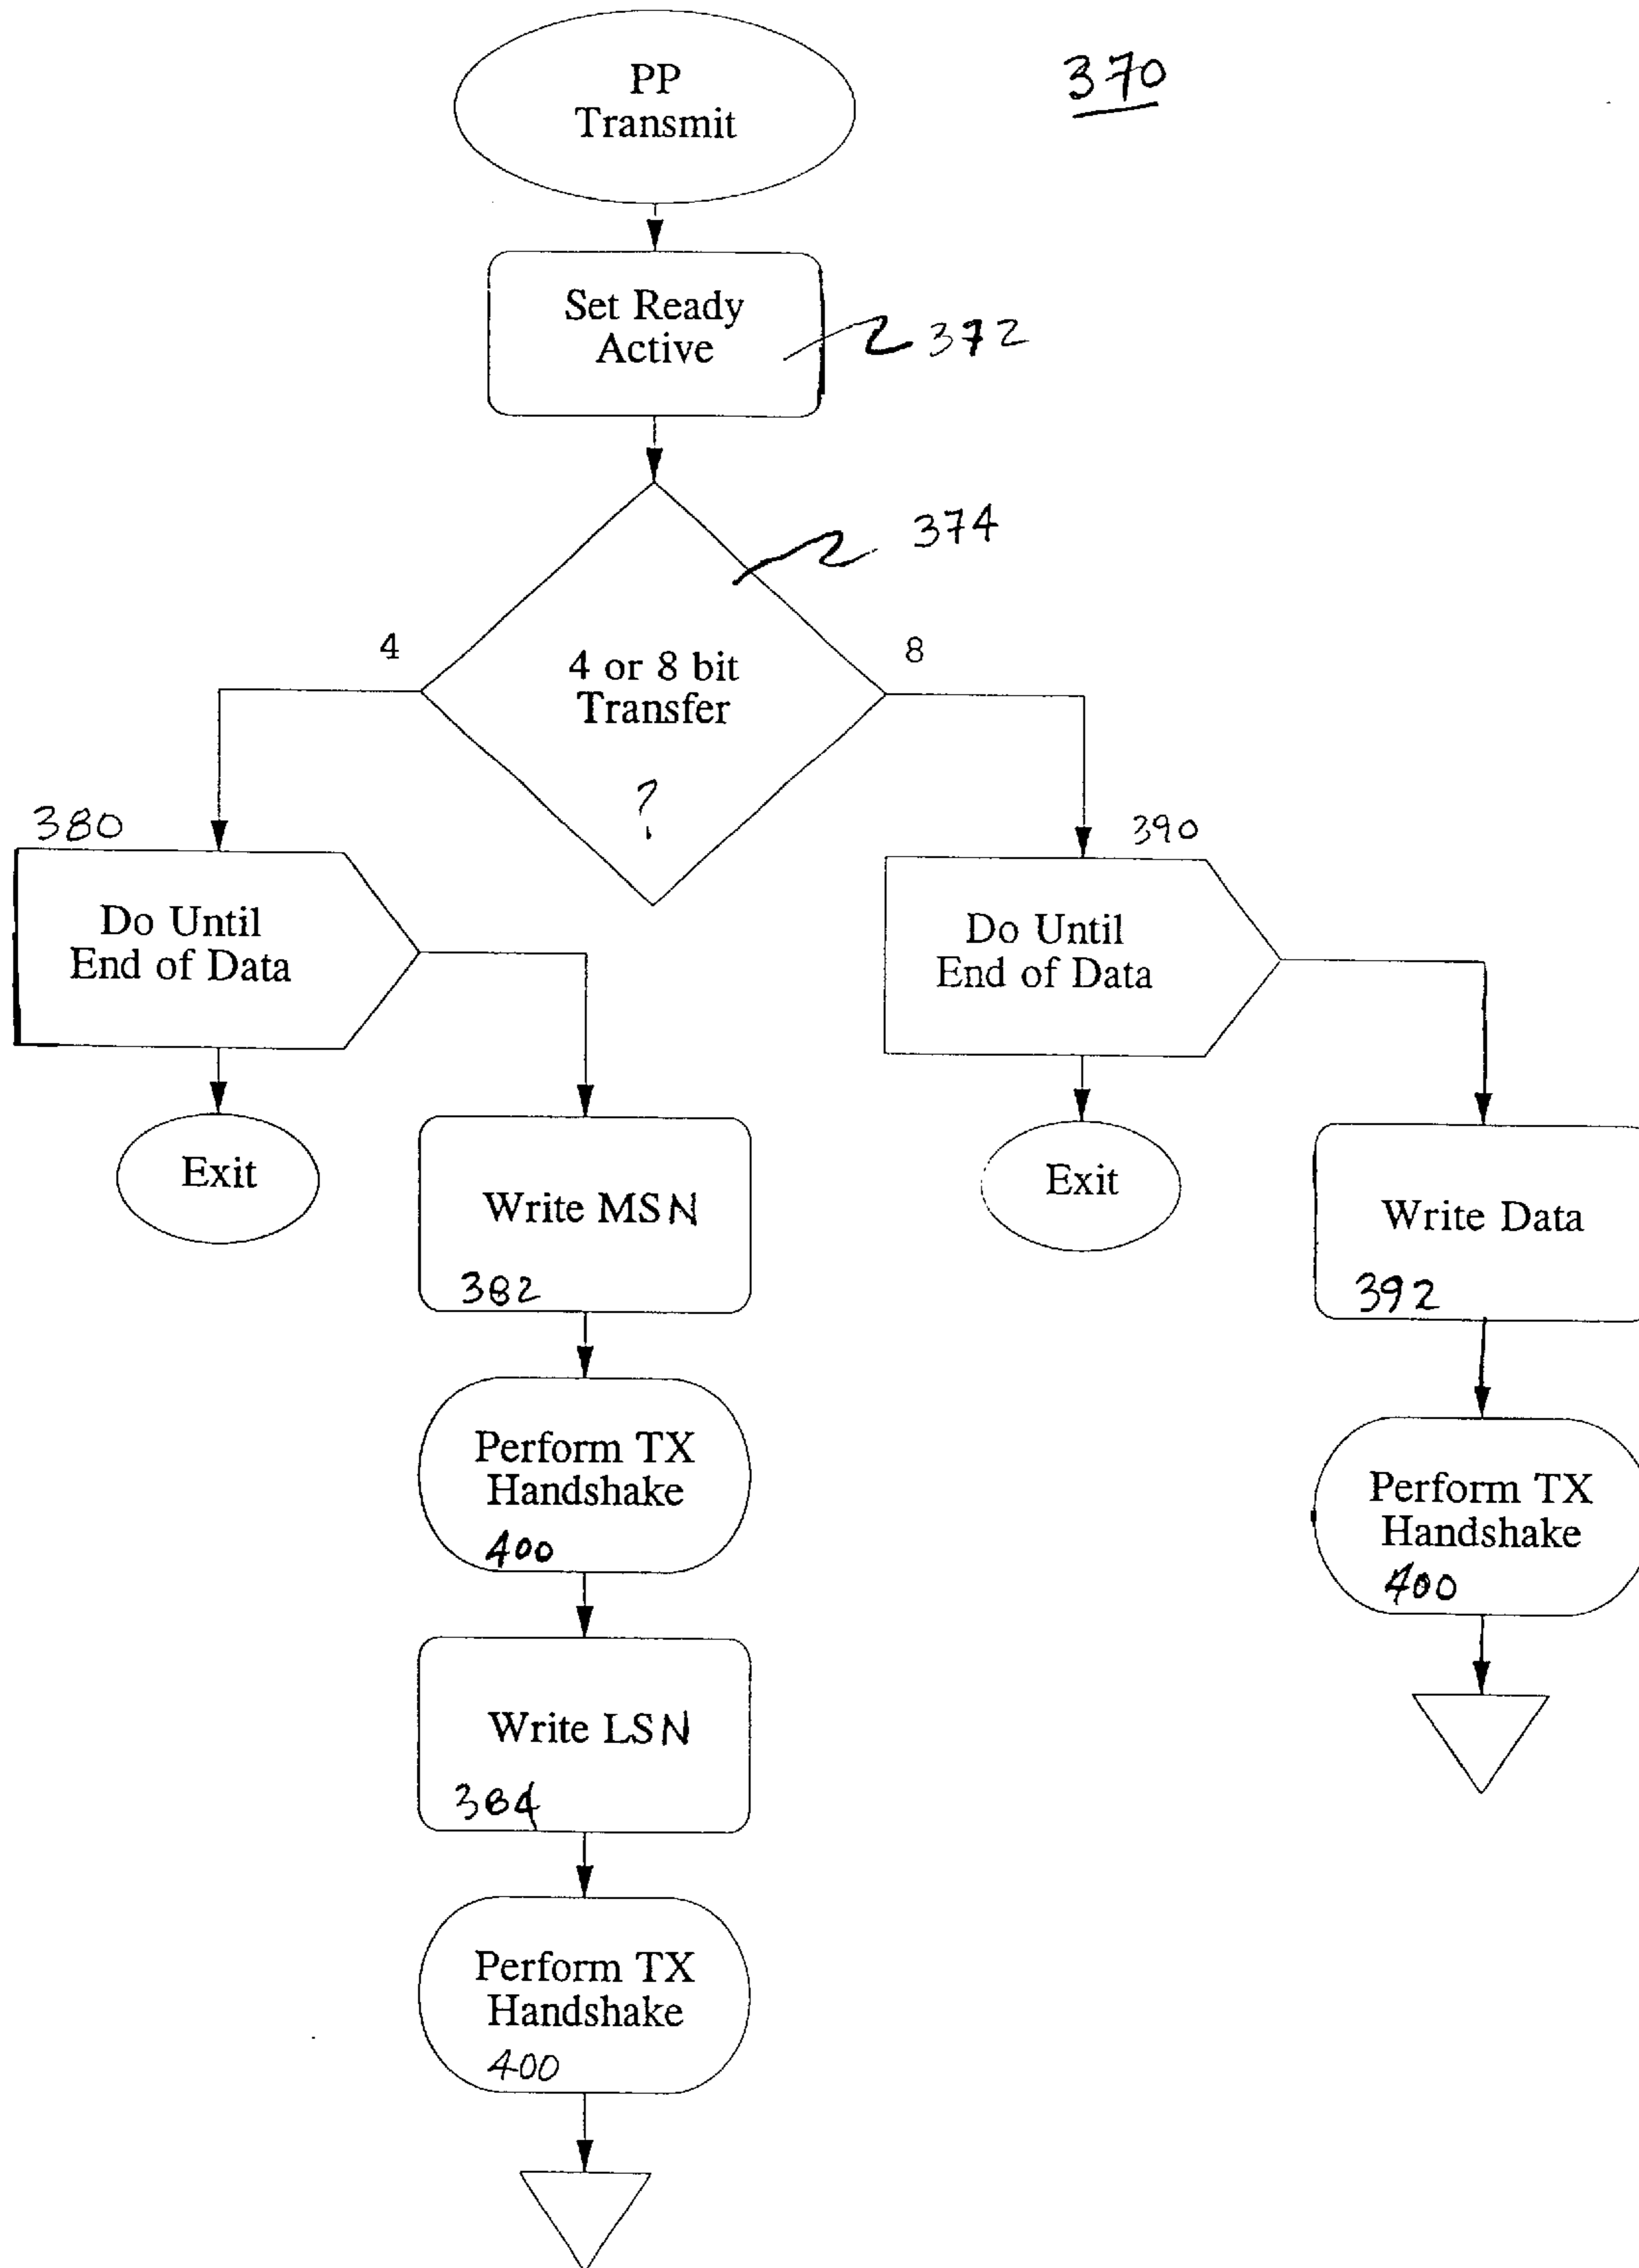 PP
Transmit
370
Set Ready
Active
372
374
4
4 or 8 bit
Transfer
?
8
380
Do Until
End of Data
390
Do Until
End of Data
Exit
Write MSN
382
Exit
Write Data
392
Perform TX
Handshake
400
Perform TX
Handshake
400
Write LSN
384
Perform TX
Handshake
400